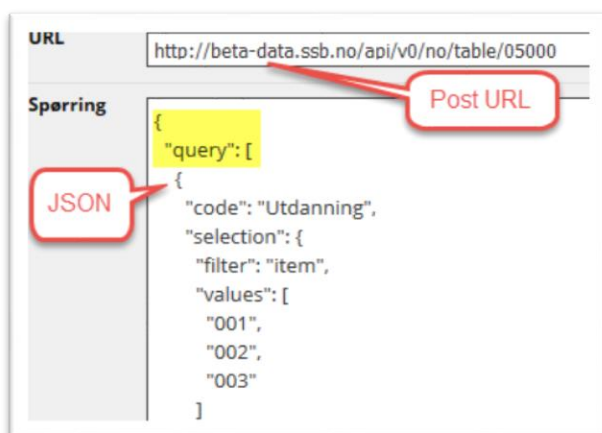 URL
http://beta-data.ssb.no/api/v0/no/table/05000
Post URL
Spørring
{
"query": [
{
JSON
"code": "Utdanning",
"selection": {
"filter": "item",
"values": [
"001",
"002",
"003"
]